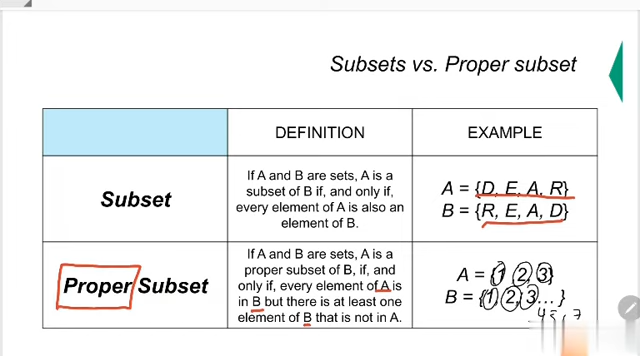 Subsets vs. Proper subset
DEFINITION
EXAMPLE
Subset
If A and B are sets, A is a
subset of B if, and only if,
every element of A is also an
element of B.
A = {D, E, A, R}
B = {R, E, A, D}
Proper Subset
If A and B are sets, A is a
proper subset of B, if, and
only if, every element of A is
in B but there is at least one
element of B that is not in A.
A = {1, 2, 3}
B = {1, 2, 3... }
4 5 7